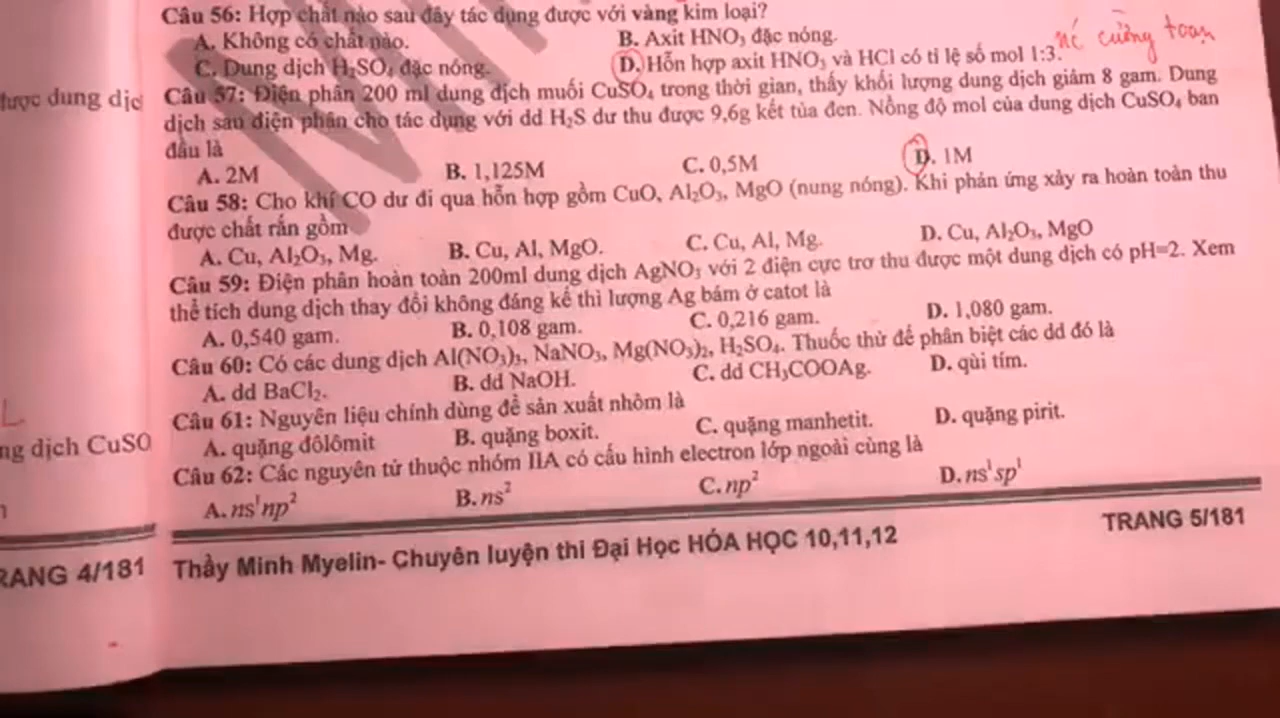 Câu 56: Hợp chất nào sau đây tác dụng được với vàng kim loại?
A. Không có chất nào. B. Axit HNO₃ đặc nóng.
C. Dung dịch H₂SO₄ đặc nóng. D. Hỗn hợp axit HNO₃ và HCl có tỉ lệ số mol 1:3. cường toan
được dung dịc
Câu 57: Điện phân 200 ml dung dịch muối CuSO₄ trong thời gian, thấy khối lượng dung dịch giảm 8 gam. Dung
dịch sau điện phân cho tác dụng với dd H₂S dư thu được 9,6g kết tủa đen. Nồng độ mol của dung dịch CuSO₄ ban
đầu là
A. 2M B. 1,125M C. 0,5M D. 1M
Câu 58: Cho khí CO dư đi qua hỗn hợp gồm CuO, Al₂O₃, MgO (nung nóng). Khi phản ứng xảy ra hoàn toàn thu
được chất rắn gồm
A. Cu, Al₂O₃, Mg. B. Cu, Al, MgO. C. Cu, Al, Mg. D. Cu, Al₂O₃, MgO
Câu 59: Điện phân hoàn toàn 200ml dung dịch AgNO₃ với 2 điện cực trơ thu được một dung dịch có pH=2. Xem
thể tích dung dịch thay đổi không đáng kể thì lượng Ag bám ở catot là
A. 0,540 gam. B. 0,108 gam. C. 0,216 gam. D. 1,080 gam.
Câu 60: Có các dung dịch Al(NO₃)₃, NaNO₃, Mg(NO₃)₂, H₂SO₄. Thuốc thử để phân biệt các dd đó là
A. dd BaCl₂. B. dd NaOH. C. dd CH₃COOAg. D. qùi tím.
Câu 61: Nguyên liệu chính dùng để sản xuất nhôm là
A. quặng đôlômit B. quặng boxit. C. quặng manhetit. D. quặng pirit.
ng dịch CuSO
Câu 62: Các nguyên tử thuộc nhóm IIA có cấu hình electron lớp ngoài cùng là
A. ns¹np² B. ns² C. np² D. ns¹sp¹
RANG 4/181
Thầy Minh Myelin- Chuyên luyện thi Đại Học HÓA HỌC 10,11,12 TRANG 5/181